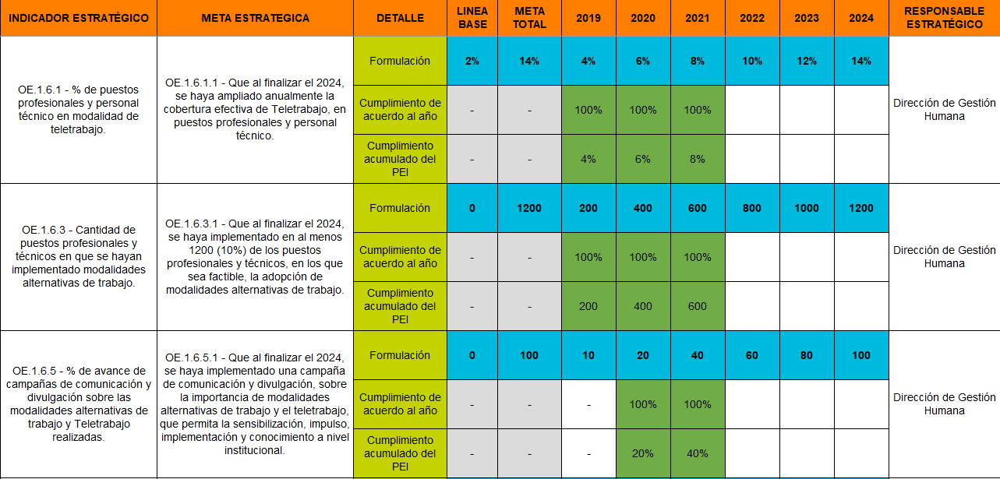 INDICADOR ESTRATÉGICO
META ESTRATEGICA
DETALLE
LINEA
BASE
META
TOTAL
2019
2020
2021
2022
2023
2024
RESPONSABLE
ESTRATÉGICO
OE.1.6.1 - % de puestos
profesionales y personal
técnico en modalidad de
teletrabajo.
OE.1.6.1.1 - Que al finalizar el 2024,
se haya ampliado anualmente la
cobertura efectiva de Teletrabajo, en
puestos profesionales y personal
técnico.
Formulación
2%
14%
4%
6%
8%
10%
12%
14%
Cumplimiento de
acuerdo al año
-
-
100%
100%
100%
Cumplimiento
acumulado del
PEI
-
-
4%
6%
8%
Dirección de Gestión
Humana
OE.1.6.3 - Cantidad de
puestos profesionales y
técnicos en que se hayan
implementado modalidades
alternativas de trabajo.
OE.1.6.3.1 - Que al finalizar el 2024,
se haya implementado en al menos
1200 (10%) de los puestos
profesionales y técnicos, en los que
sea factible, la adopción de
modalidades alternativas de trabajo.
Formulación
0
1200
200
400
600
800
1000
1200
Cumplimiento de
acuerdo al año
-
-
100%
100%
100%
Cumplimiento
acumulado del
PEI
-
-
200
400
600
Dirección de Gestión
Humana
OE.1.6.5 - % de avance de
campañas de comunicación y
divulgación sobre las
modalidades alternativas de
trabajo y Teletrabajo
realizadas.
OE.1.6.5.1 - Que al finalizar el 2024,
se haya implementado una campaña
de comunicación y divulgación, sobre
la importancia de modalidades
alternativas de trabajo y el teletrabajo,
que permita la sensibilización, impulso,
implementación y conocimiento a nivel
institucional.
Formulación
0
100
10
20
40
60
80
100
Cumplimiento de
acuerdo al año
-
-
-
100%
100%
Cumplimiento
acumulado del
PEI
-
-
-
20%
40%
Dirección de Gestión
Humana